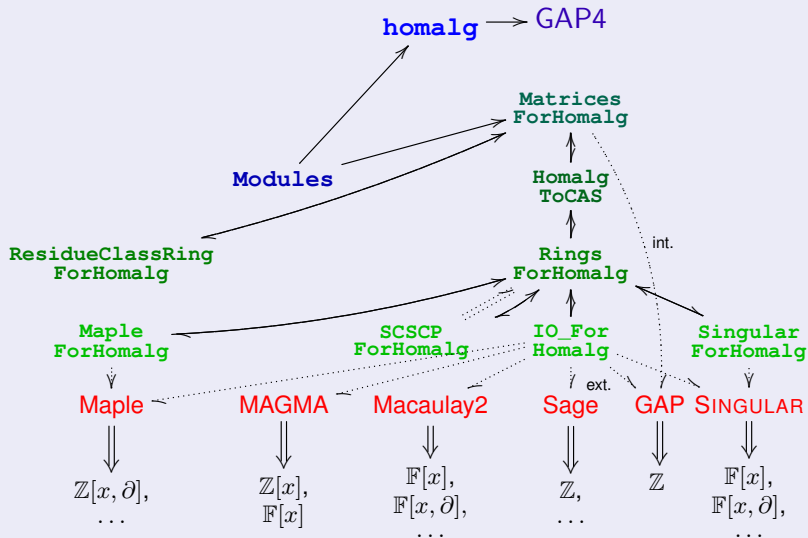 homalg
GAP4
Matrices
ForHomalg
Modules
Homalg
ToCAS
int.
ResidueClassRing
ForHomalg
Rings
ForHomalg
Maple
ForHomalg
SCSCP
ForHomalg
IO_For
Homalg
Singular
ForHomalg
ext.
Maple
MAGMA
Macaulay2
Sage
GAP
SINGULAR
ℤ[x, ∂],
...
ℤ[x],
𝔽[x]
𝔽[x],
𝔽[x, ∂],
...
ℤ,
...
ℤ
𝔽[x],
𝔽[x, ∂],
...